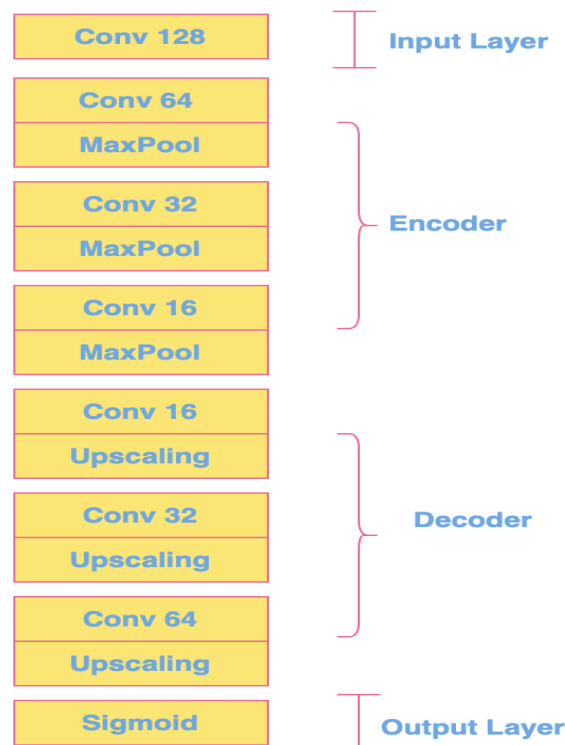 Conv 128
Input Layer
Conv 64
MaxPool
Conv 32
Encoder
MaxPool
Conv 16
MaxPool
Conv 16
Upscaling
Conv 32
Decoder
Upscaling
Conv 64
Upscaling
Sigmoid
Output Layer